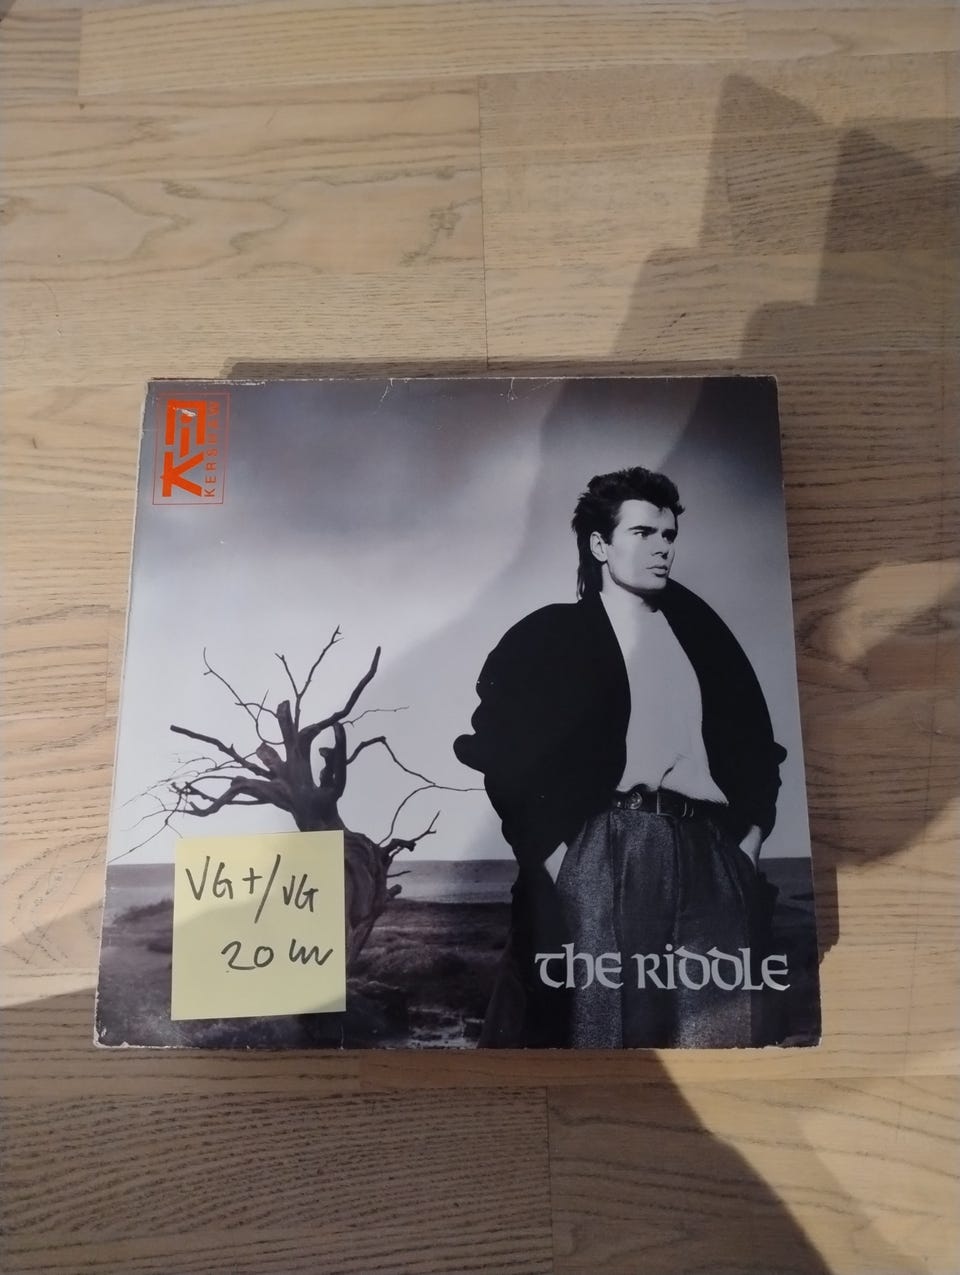 NIK
KERSHAW
VG+/VG
20 kr
the Riddle